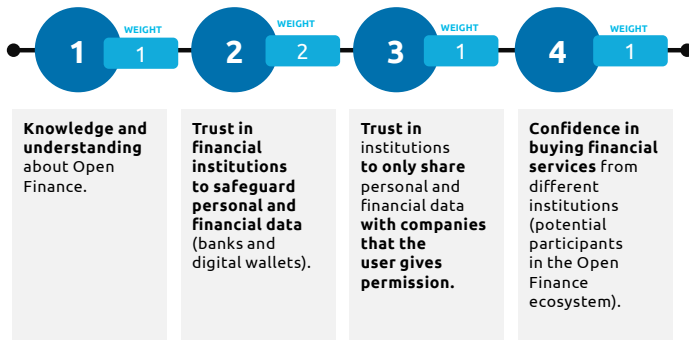 1
WEIGHT
1
2
WEIGHT
2
3
WEIGHT
1
4
WEIGHT
1
Knowledge and
understanding
about Open
Finance.
Trust in
financial
institutions
to safeguard
personal and
financial data
(banks and
digital wallets).
Trust in
institutions
to only share
personal and
financial data
with companies
that the
user gives
permission.
Confidence in
buying financial
services from
different
institutions
(potential
participants
in the Open
Finance
ecosystem).